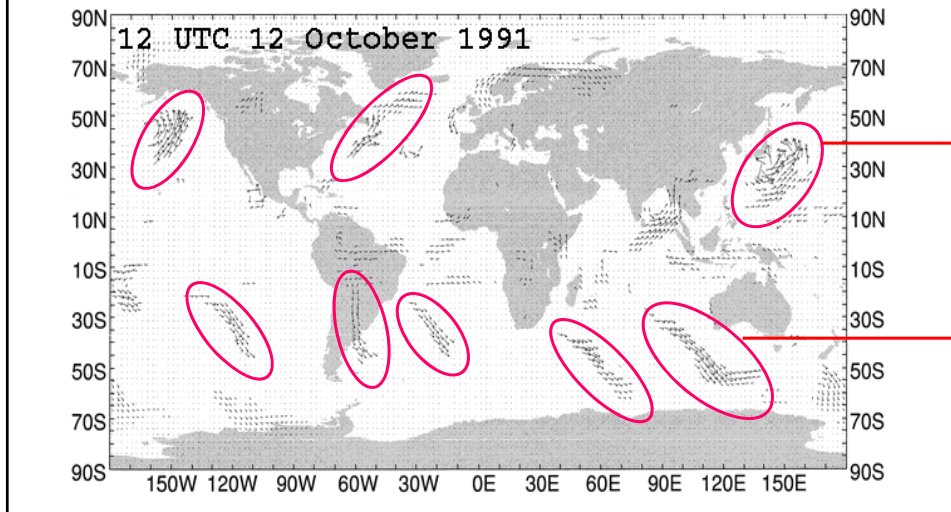 12 UTC 12 October 1991
90N 90N
70N 70N
50N 50N
30N 30N
10N 10N
10S 10S
30S 30S
50S 50S
70S 70S
90S 90S
150W 120W 90W 60W 30W 0E 30E 60E 90E 120E 150E